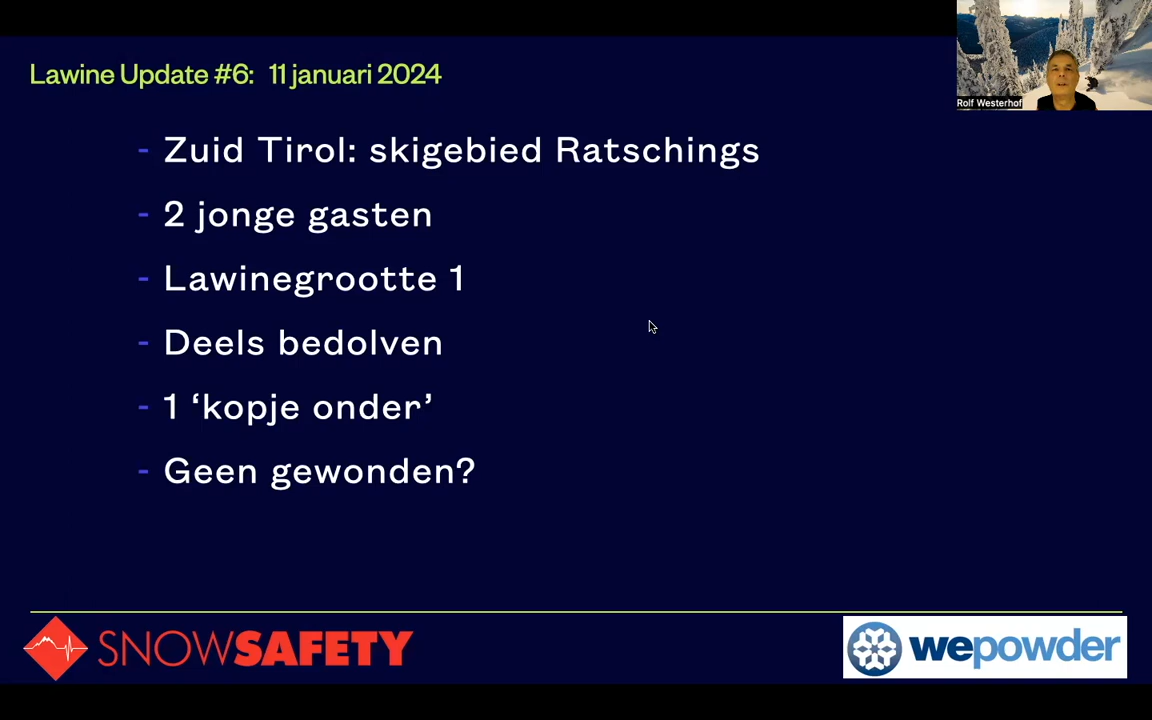 Lawine Update #6: 11 januari 2024
Rolf Westerhof
- Zuid Tirol: skigebied Ratschings
- 2 jonge gasten
- Lawinegrootte 1
- Deels bedolven
- 1 ‘kopje onder’
- Geen gewonden?
SNOWSAFETY
wepowder